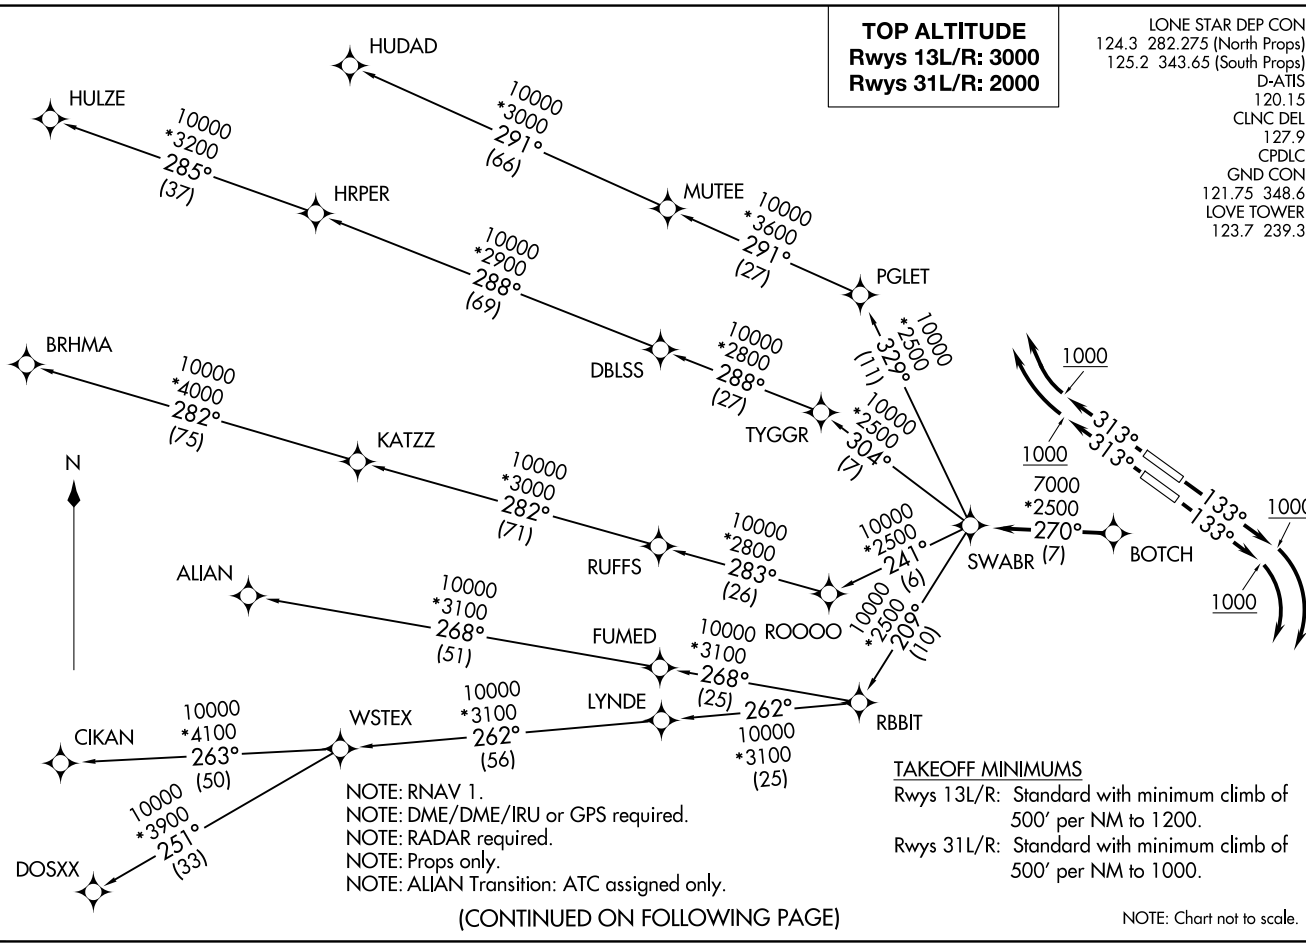 TOP ALTITUDE
Rwys 13L/R: 3000
Rwys 31L/R: 2000
LONE STAR DEP CON
124.3 282.275 (North Props)
125.2 343.65 (South Props)
D-ATIS
120.15
CLNC DEL
127.9
CPDLC
GND CON
121.75 348.6
LOVE TOWER
123.7 239.3
HUDAD
10000
*3000
291°
(66)
HULZE
10000
*3200
285°
(37)
HRPER
MUTEE
10000
*3600
291°
(27)
PGLET
10000
*2900
288°
(69)
DBLSS
10000
*2800
288°
(27)
TYGGR
10000
*2500
329°
(11)
10000
*2500
304°
(7)
BRHMA
10000
*4000
282°
(75)
KATZZ
10000
*3000
282°
(71)
RUFFS
10000
*2800
283°
(26)
ROOOO
10000
*2500
241°
(6)
SWABR
7000
*2500
270°
(7)
BOTCH
1000
313°
313°
1000
133°
133°
1000
1000
N
ALIAN
10000
*3100
268°
(51)
FUMED
10000
*3100
268°
(25)
10000
*2500
209°
(10)
RBBIT
LYNDE
262°
10000
*3100
(25)
10000
*3100
262°
(56)
WSTEX
10000
*4100
263°
(50)
CIKAN
10000
*3900
251°
(33)
DOSXX
NOTE: RNAV 1.
NOTE: DME/DME/IRU or GPS required.
NOTE: RADAR required.
NOTE: Props only.
NOTE: ALIAN Transition: ATC assigned only.
TAKEOFF MINIMUMS
Rwys 13L/R: Standard with minimum climb of
500' per NM to 1200.
Rwys 31L/R: Standard with minimum climb of
500' per NM to 1000.
(CONTINUED ON FOLLOWING PAGE)
NOTE: Chart not to scale.